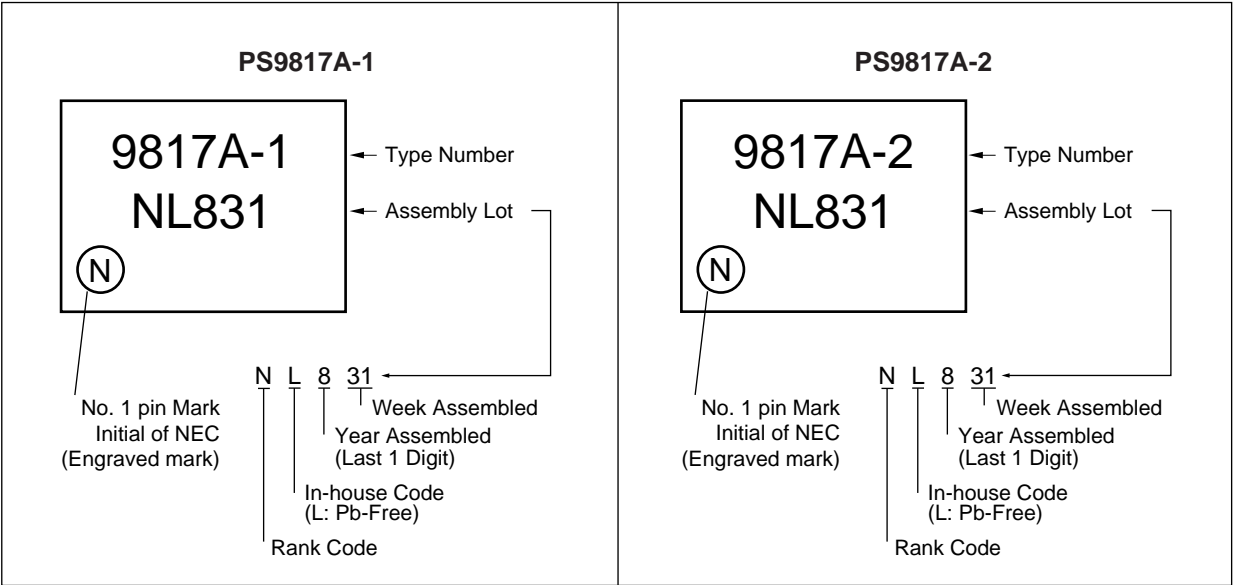 PS9817A-1
9817A-1
Type Number
NL831
Assembly Lot
N
N L 8 31
No. 1 pin Mark
Initial of NEC
(Engraved mark)
Week Assembled
Year Assembled
(Last 1 Digit)
In-house Code
(L: Pb-Free)
Rank Code
PS9817A-2
9817A-2
Type Number
NL831
Assembly Lot
N
N L 8 31
No. 1 pin Mark
Initial of NEC
(Engraved mark)
Week Assembled
Year Assembled
(Last 1 Digit)
In-house Code
(L: Pb-Free)
Rank Code